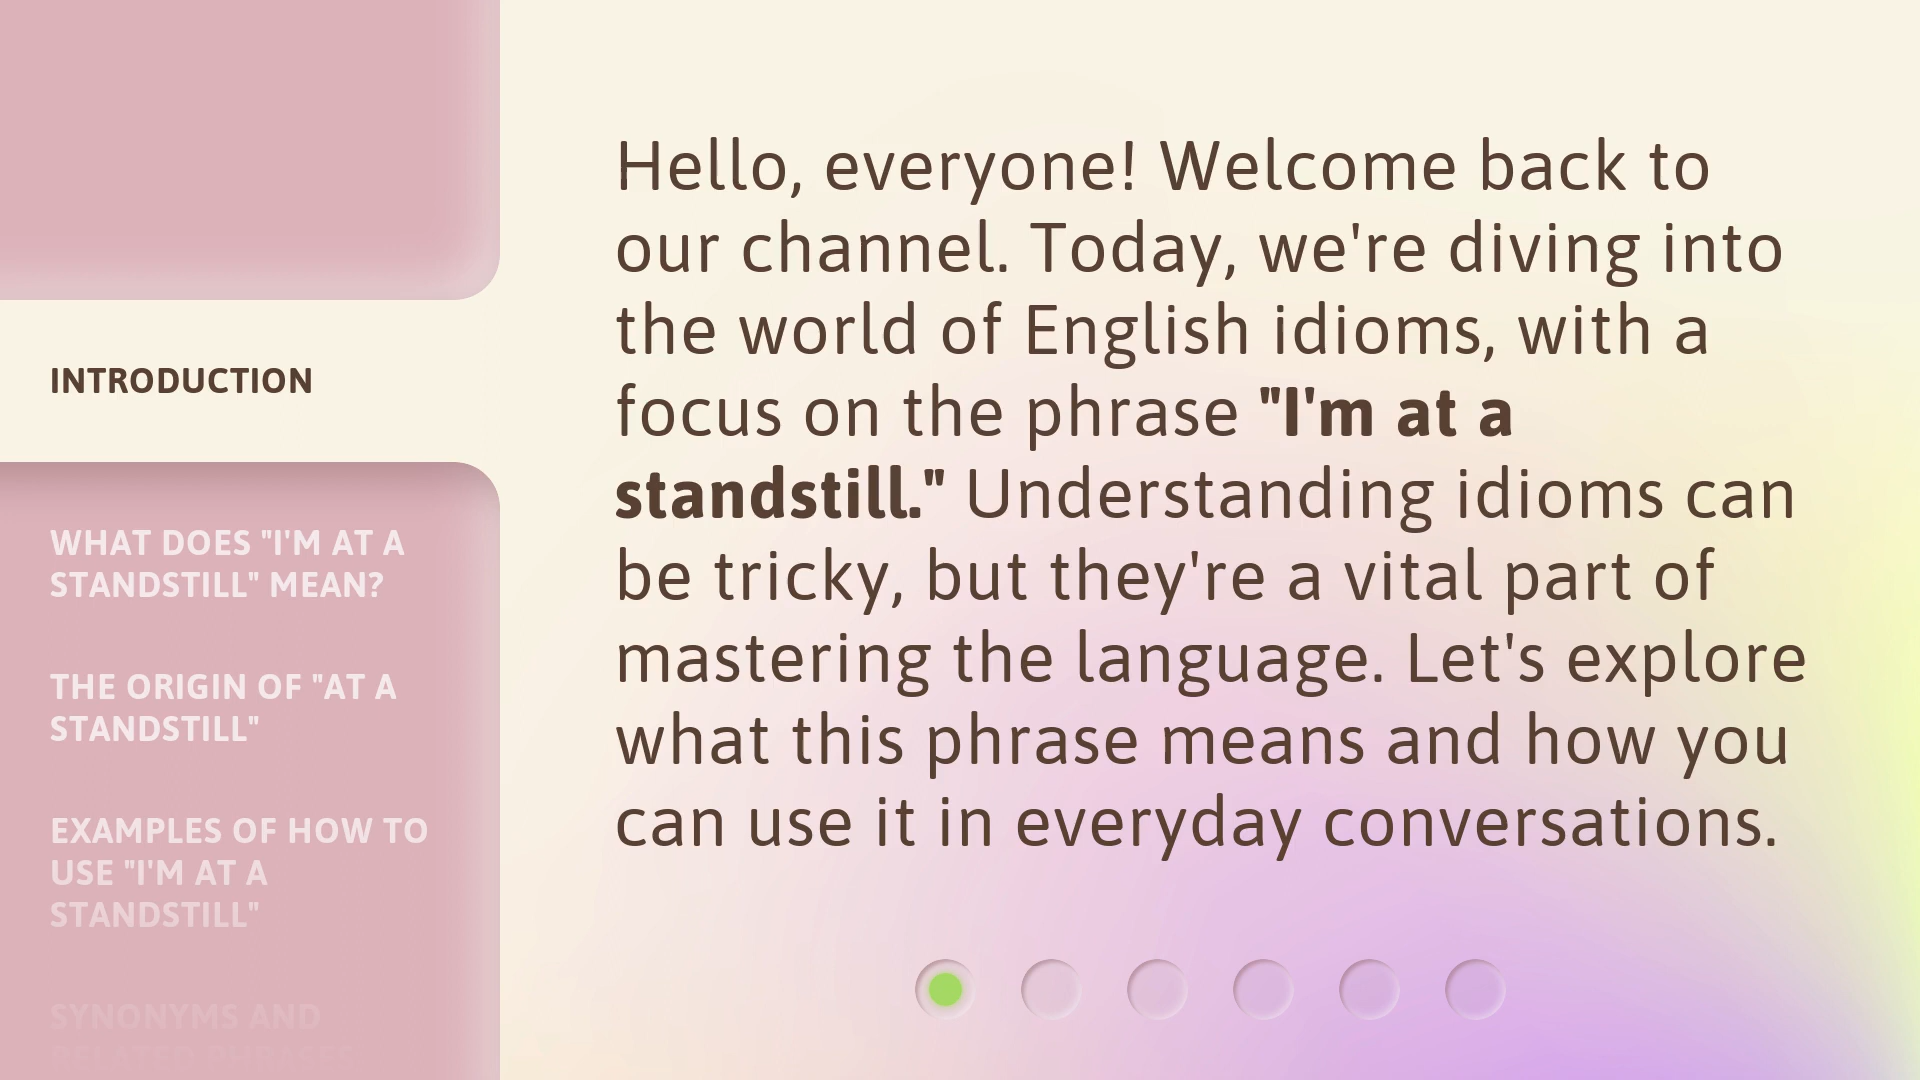 INTRODUCTION
WHAT DOES "I'M AT A
STANDSTILL" MEAN?
THE ORIGIN OF "AT A
STANDSTILL"
EXAMPLES OF HOW TO
USE "I'M AT A
STANDSTILL"
SYNONYMS AND
RELATED PHRASES
Hello, everyone! Welcome back to
our channel. Today, we're diving into
the world of English idioms, with a
focus on the phrase "I'm at a
standstill." Understanding idioms can
be tricky, but they're a vital part of
mastering the language. Let's explore
what this phrase means and how you
can use it in everyday conversations.